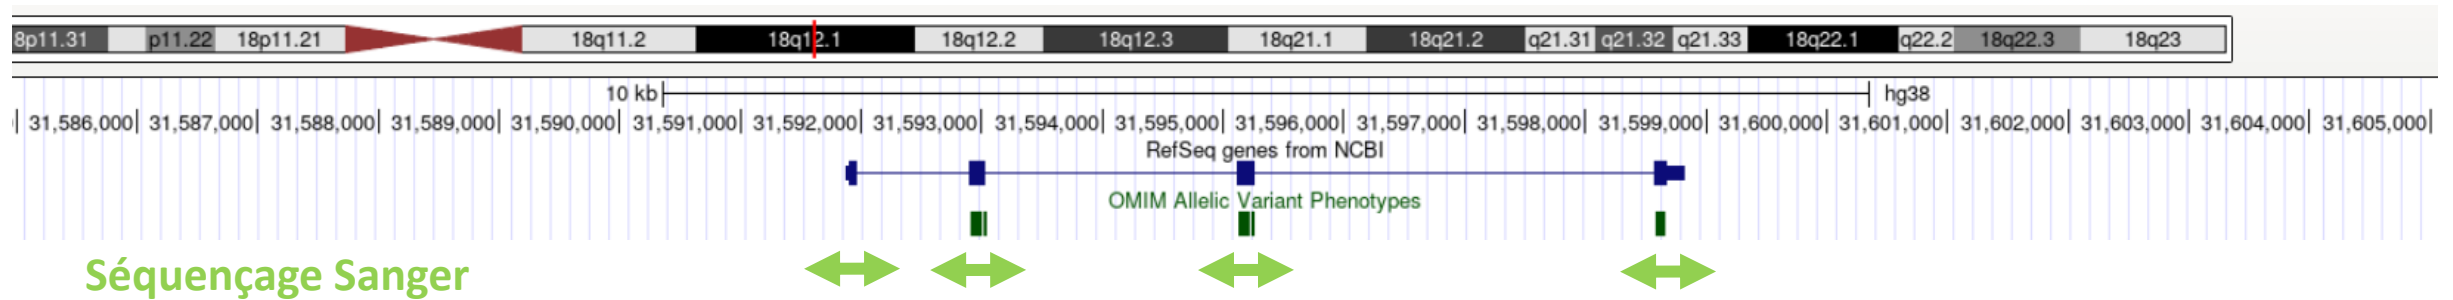 8p11.31 p11.22 18p11.21 18q11.2 18q12.1 18q12.2 18q12.3 18q21.1 18q21.2 q21.31 q21.32 q21.33 18q22.1 q22.2 18q22.3 18q23
10 kb hg38
31,586,000 31,587,000 31,588,000 31,589,000 31,590,000 31,591,000 31,592,000 31,593,000 31,594,000 31,595,000 31,596,000 31,597,000 31,598,000 31,599,000 31,600,000 31,601,000 31,602,000 31,603,000 31,604,000 31,605,000
RefSeq genes from NCBI
OMIM Allelic Variant Phenotypes
Séquençage Sanger